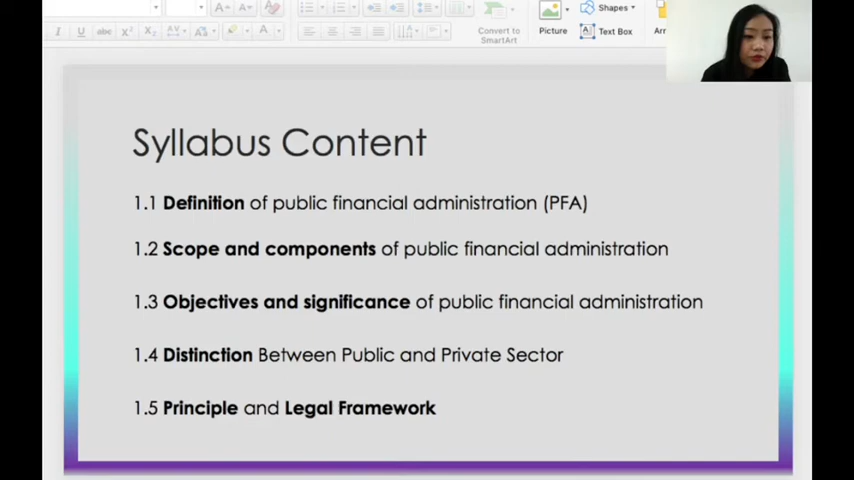 Convert to
SmartArt
Picture
Shapes
Text Box
Syllabus Content
1.1 Definition of public financial administration (PFA)
1.2 Scope and components of public financial administration
1.3 Objectives and significance of public financial administration
1.4 Distinction Between Public and Private Sector
1.5 Principle and Legal Framework